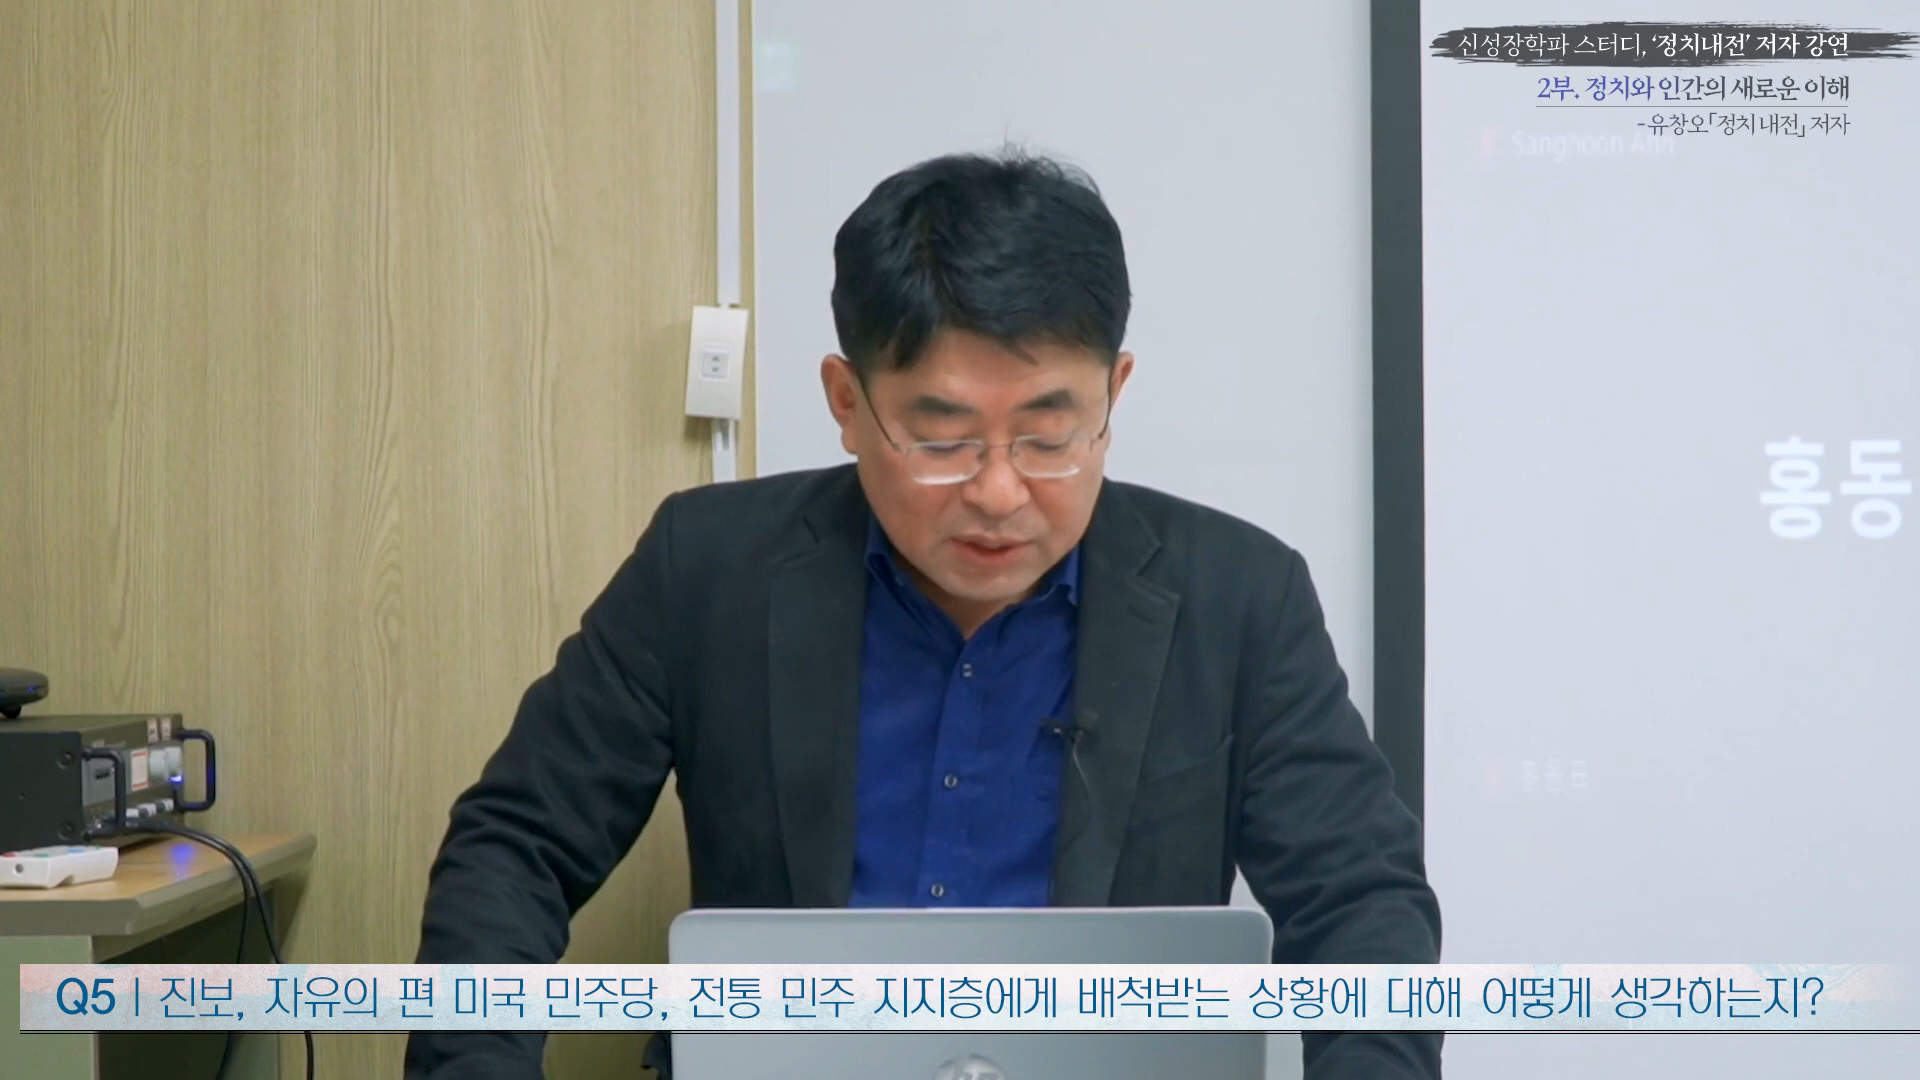 신성장학파 스터디, ‘정치내전’ 저자 강연
2부. 정치와 인간의 새로운 이해
-유창오「정치 내전」 저자
Sanghoon Ahn
홍동
Q5 | 진보, 자유의 편 미국 민주당, 전통 민주 지지층에게 배척받는 상황에 대해 어떻게 생각하는지?